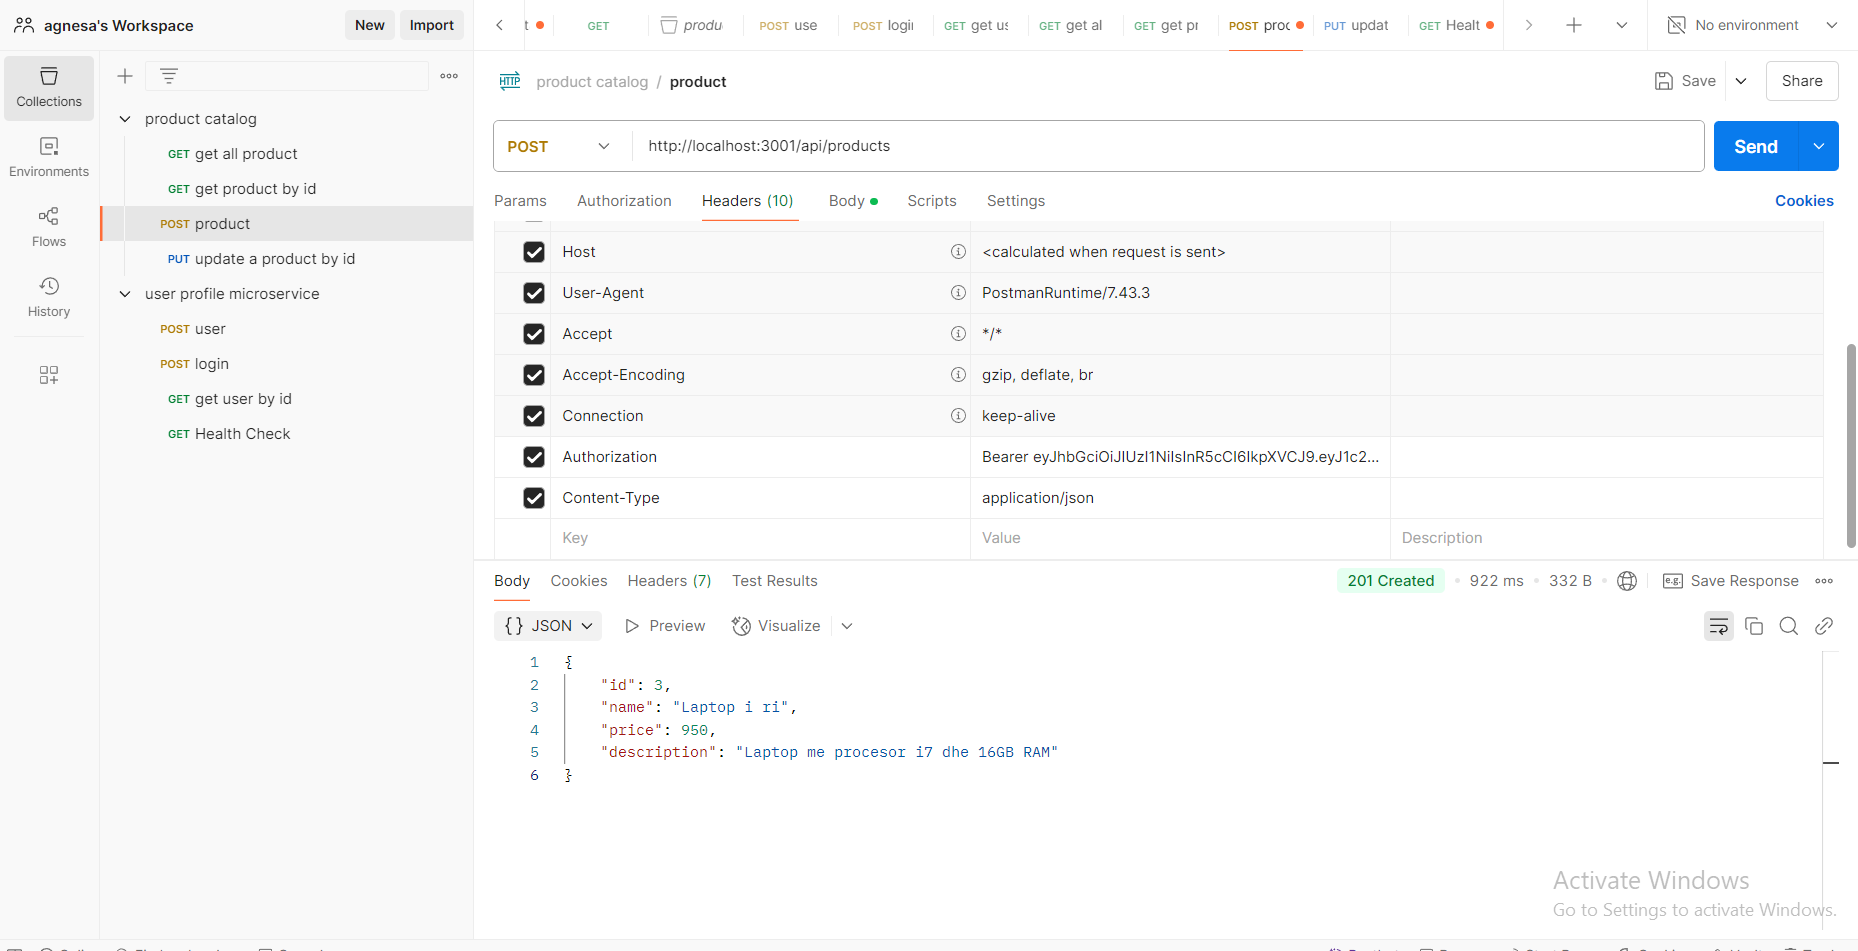 agnesa's Workspace
New
Import
GET
produ
POST use
POST login
GET get us
GET get al
GET get pr
POST proc
PUT updat
GET Healt
No environment
Collections
Environments
Flows
History
product catalog
GET get all product
GET get product by id
POST product
PUT update a product by id
user profile microservice
POST user
POST login
GET get user by id
GET Health Check
HTTP product catalog / product
Save
Share
POST
http://localhost:3001/api/products
Send
Params
Authorization
Headers (10)
Body
Scripts
Settings
Cookies
Host <calculated when request is sent>
User-Agent PostmanRuntime/7.43.3
Accept */*
Accept-Encoding gzip, deflate, br
Connection keep-alive
Authorization Bearer eyJhbGciOiJIUzI1NiIsInR5cCI6IkpXVCJ9.eyJ1c2...
Content-Type application/json
Key Value Description
Body
Cookies
Headers (7)
Test Results
201 Created • 922 ms • 332 B
e.g. Save Response
{} JSON
Preview
Visualize
1 {
2 "id": 3,
3 "name": "Laptop i ri",
4 "price": 950,
5 "description": "Laptop me procesor i7 dhe 16GB RAM"
6 }
Activate Windows
Go to Settings to activate Windows.